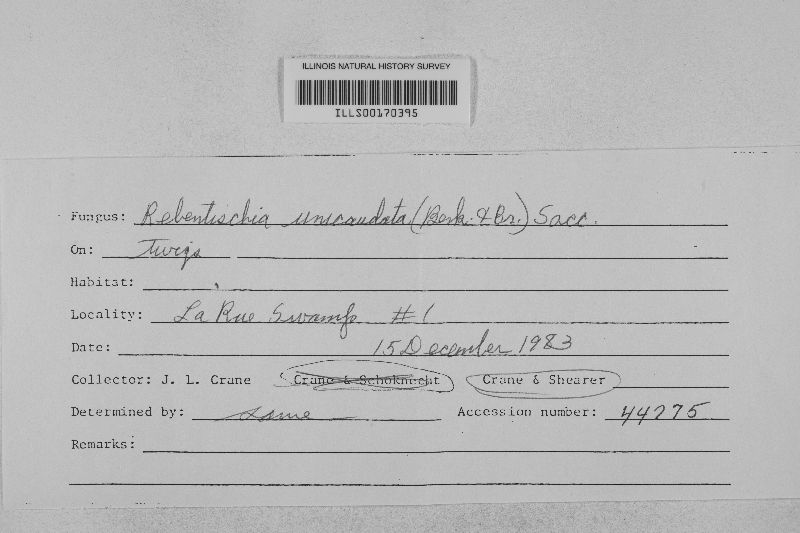 ILLINOIS NATURAL HISTORY SURVEY
ILLS00170395
Fungus: Rebentischia unicaudata (Berk. & Br.) Sacc.
On: Twigs
Habitat:
Locality: La Rue Swamp #1
Date: 15 December 1983
Collector: J. L. Crane Crane & Schoknecht Crane & Shearer
Determined by: same Accession number: 44275
Remarks: